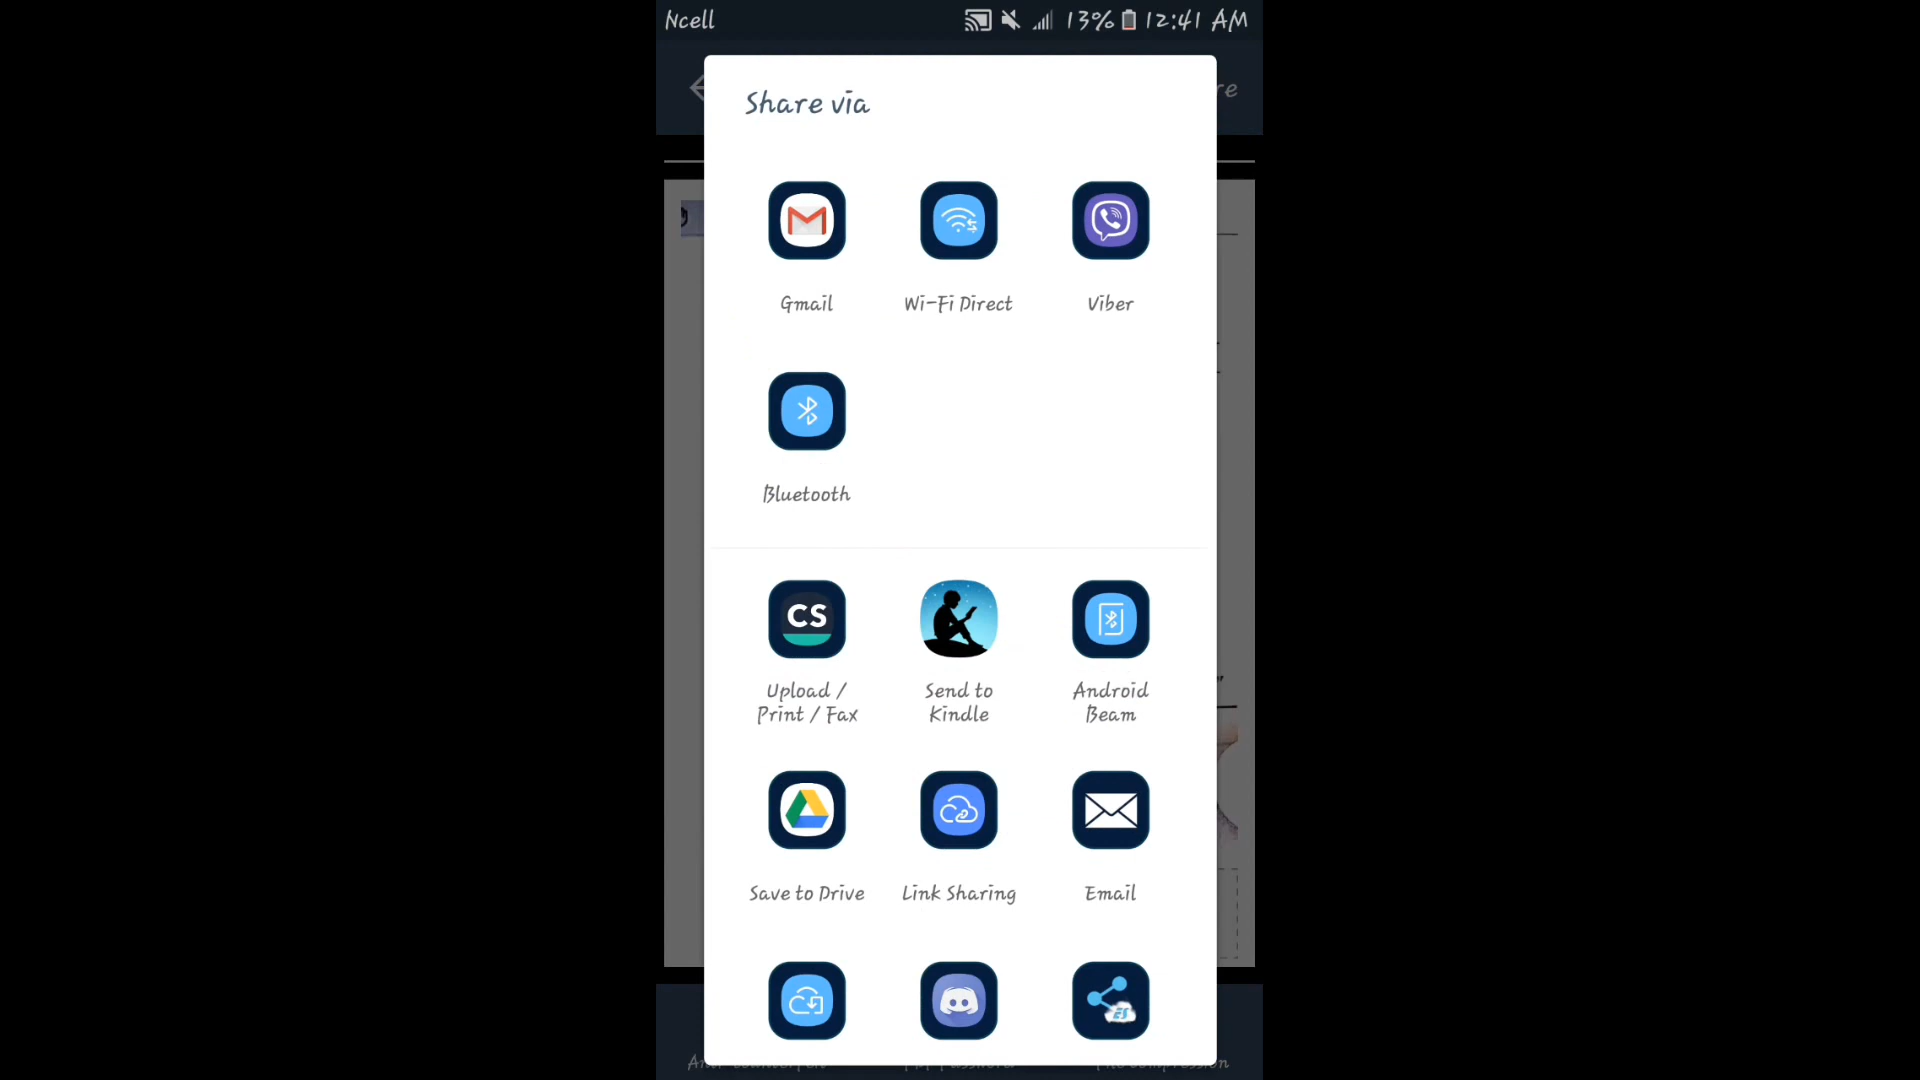 Ncell 13% 12:41 AM
Share via
Gmail Wi-Fi Direct Viber
Bluetooth
CS
Upload / Send to Android
Print / Fax Kindle Beam
Save to Drive Link Sharing Email
ES